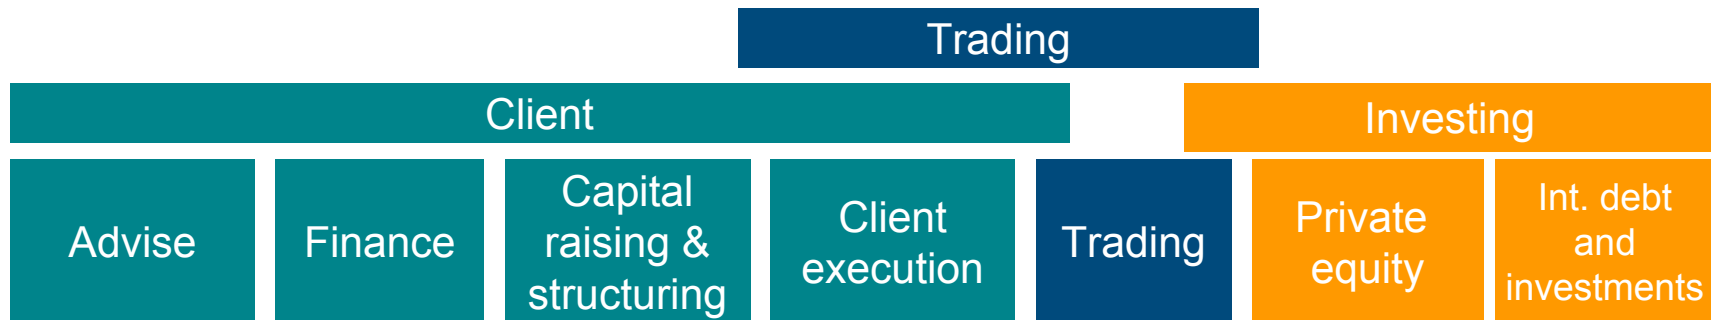 Trading
Client
Investing
Advise
Finance
Capital
raising &
structuring
Client
execution
Trading
Private
equity
Int. debt
and
investments